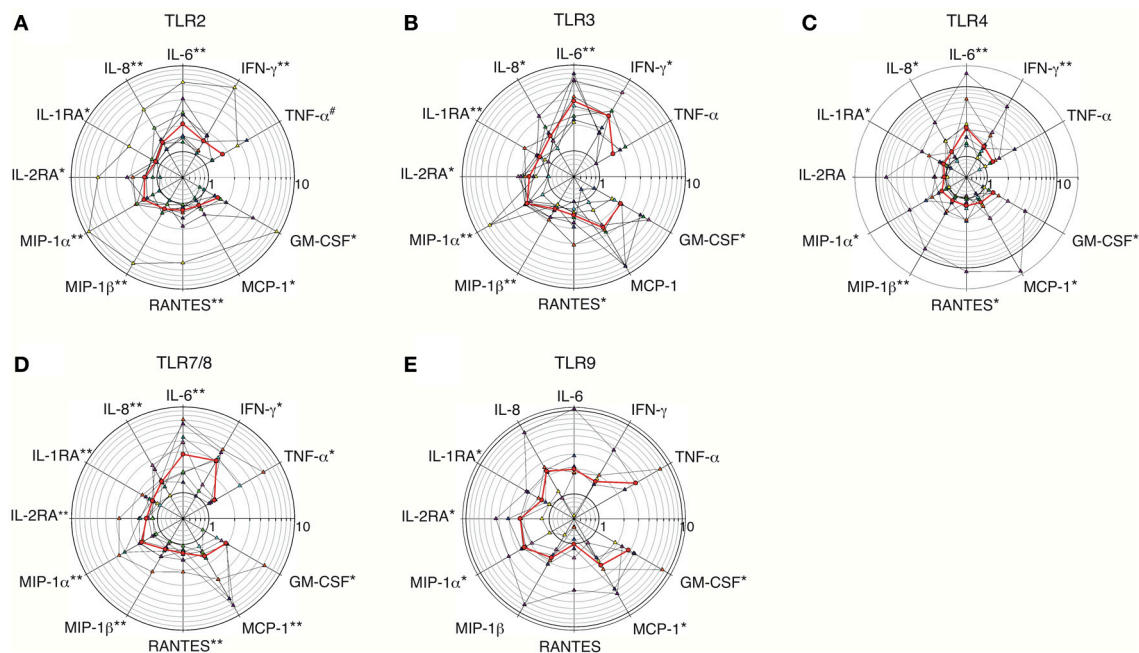 A TLR2
IL-6**
IL-8**
IFN-γ**
IL-1RA*
TNF-α#
IL-2RA*
1
10
MIP-1α**
GM-CSF*
MIP-1β**
MCP-1*
RANTES**
B TLR3
IL-6**
IL-8*
IFN-γ*
IL-1RA**
TNF-α
IL-2RA*
1
10
MIP-1α**
GM-CSF*
MIP-1β**
MCP-1
RANTES*
C TLR4
IL-6**
IL-8*
IFN-γ**
IL-1RA*
TNF-α
IL-2RA
1
10
MIP-1α*
GM-CSF*
MIP-1β**
MCP-1*
RANTES*
D TLR7/8
IL-6**
IL-8**
IFN-γ*
IL-1RA**
TNF-α*
IL-2RA**
1
10
MIP-1α**
GM-CSF*
MIP-1β**
MCP-1**
RANTES**
E TLR9
IL-6
IL-8
IFN-γ
IL-1RA*
TNF-α
IL-2RA*
1
10
MIP-1α*
GM-CSF*
MIP-1β
MCP-1*
RANTES